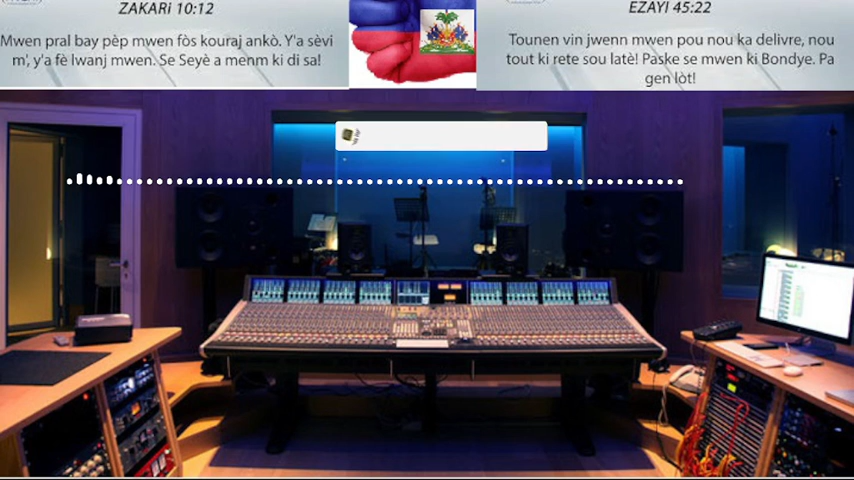 ZAKARi 10:12
Mwen pral bay pèp mwen fòs kouraj ankò. Y'a sèvi
m', y'a fè lwanj mwen. Se Seyè a menm ki di sa!
EZAYI 45:22
Tounen vin jwenn mwen pou nou ka delivre, nou
tout ki rete sou latè! Paske se mwen ki Bondye. Pa
gen lòt!